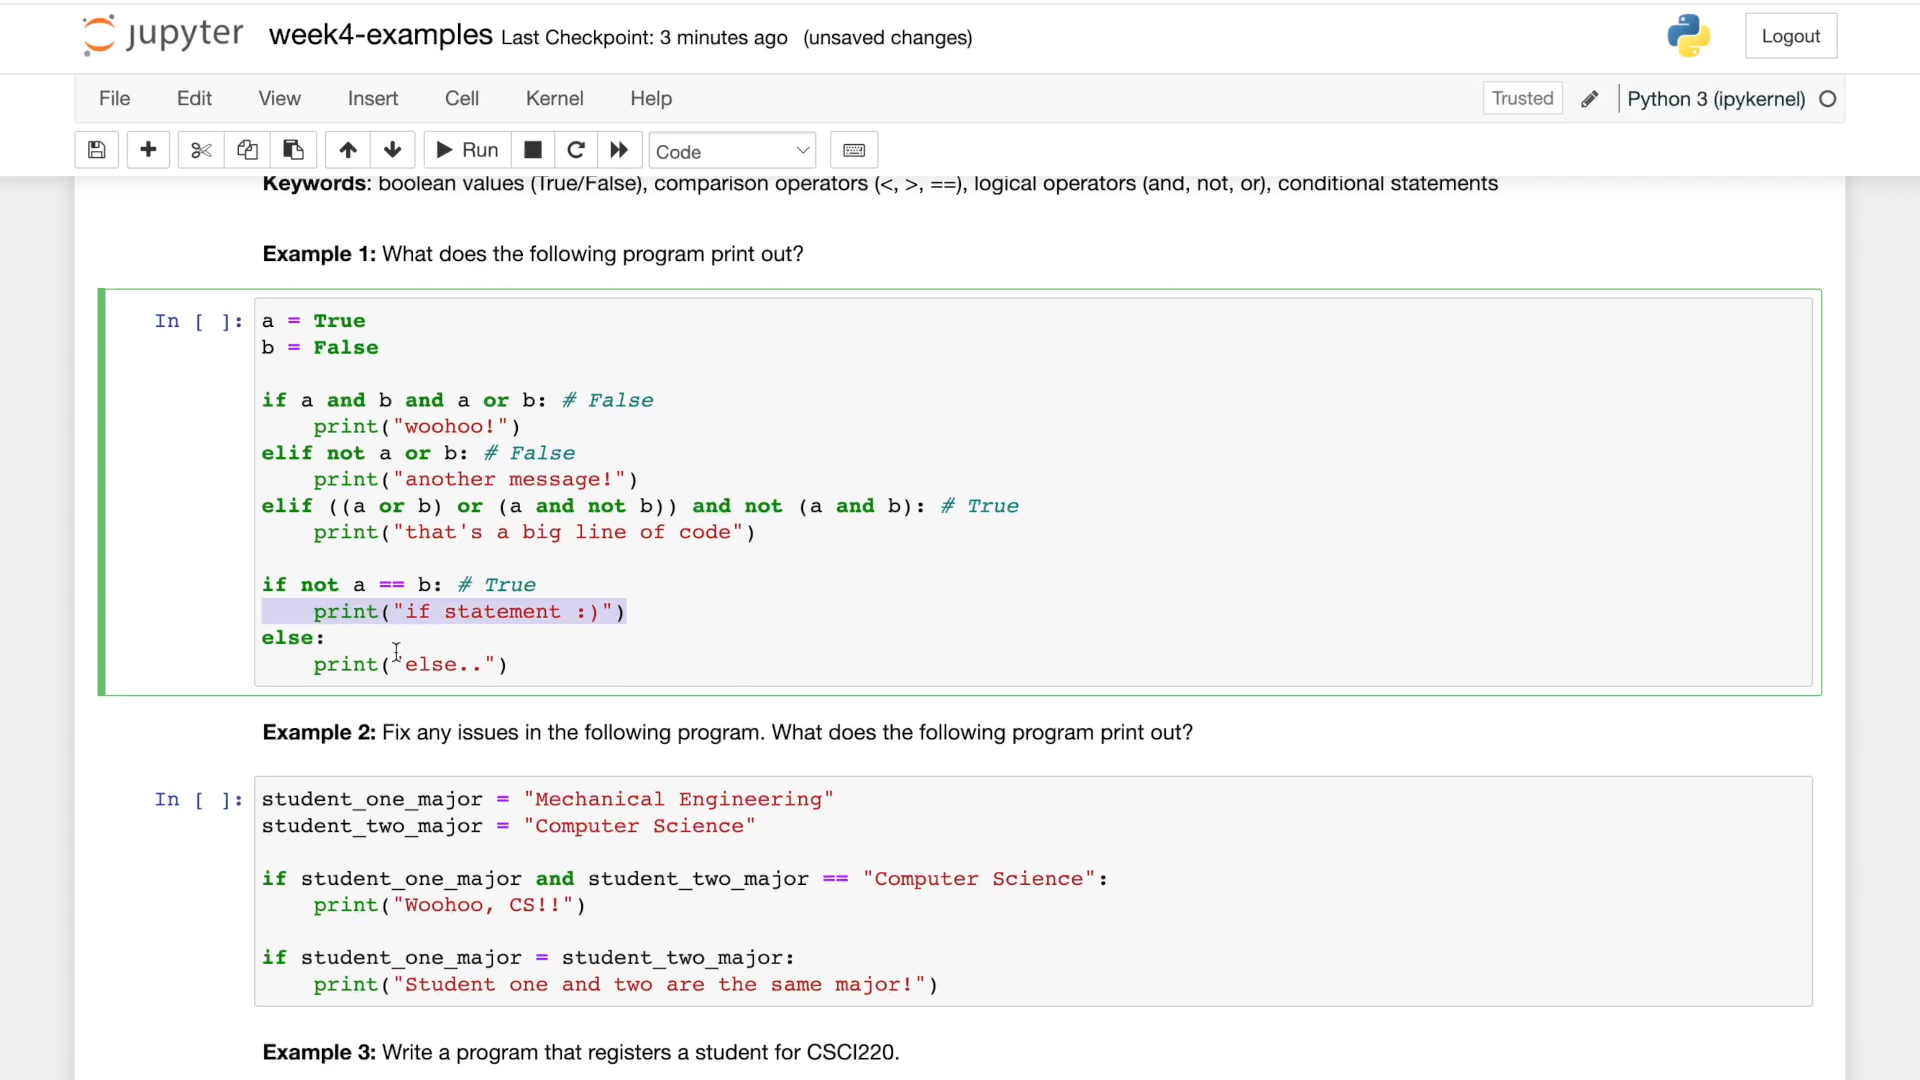 jupyter week4-examples Last Checkpoint: 3 minutes ago (unsaved changes) Logout
File Edit View Insert Cell Kernel Help Trusted Python 3 (ipykernel)
Run Code
Keywords: boolean values (True/False), comparison operators (<, >, ==), logical operators (and, not, or), conditional statements
Example 1: What does the following program print out?
In [ ]: a = True
b = False
if a and b and a or b: # False
    print("woohoo!")
elif not a or b: # False
    print("another message!")
elif ((a or b) or (a and not b)) and not (a and b): # True
    print("that's a big line of code")
if not a == b: # True
    print("if statement :)")
else:
    print("else..")
Example 2: Fix any issues in the following program. What does the following program print out?
In [ ]: student_one_major = "Mechanical Engineering"
student_two_major = "Computer Science"
if student_one_major and student_two_major == "Computer Science":
    print("Woohoo, CS!!")
if student_one_major = student_two_major:
    print("Student one and two are the same major!")
Example 3: Write a program that registers a student for CSCI220.